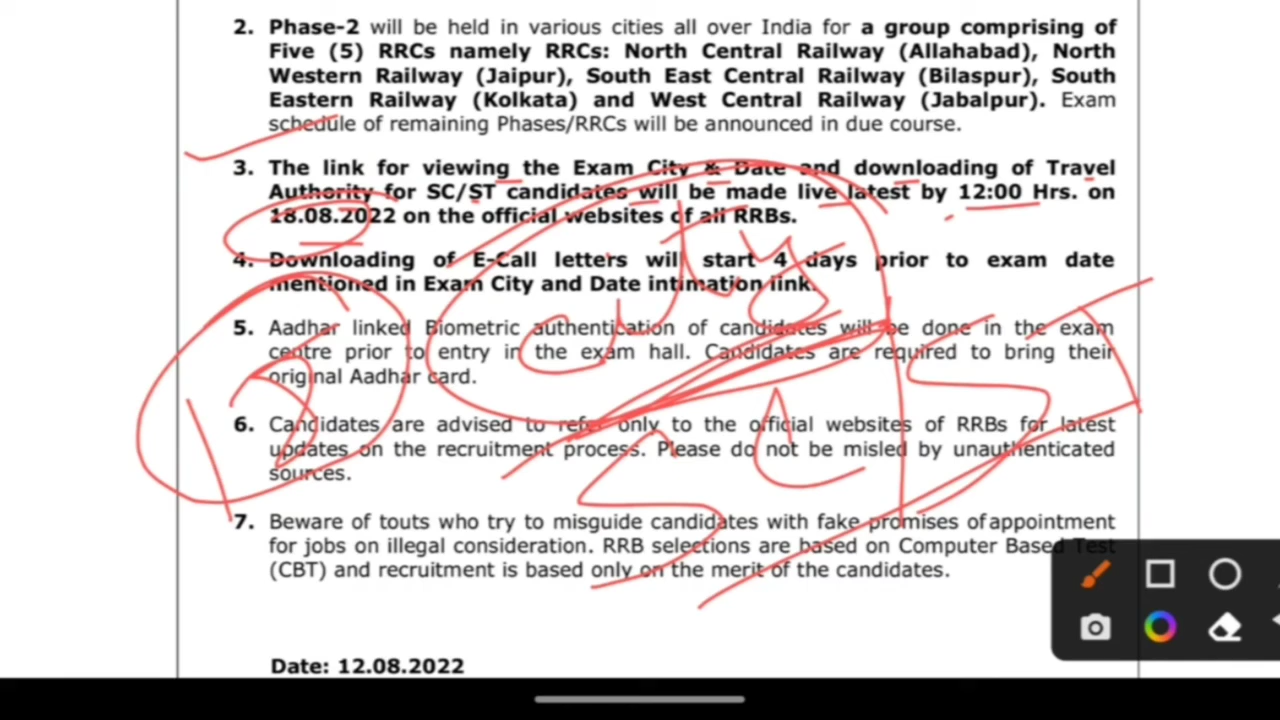 2. Phase-2 will be held in various cities all over India for a group comprising of
Five (5) RRCs namely RRCs: North Central Railway (Allahabad), North
Western Railway (Jaipur), South East Central Railway (Bilaspur), South
Eastern Railway (Kolkata) and West Central Railway (Jabalpur). Exam
schedule of remaining Phases/RRCs will be announced in due course.
3. The link for viewing the Exam City & Date and downloading of Travel
Authority for SC/ST candidates will be made live latest by 12:00 Hrs. on
18.08.2022 on the official websites of all RRBs.
4. Downloading of E-Call letters will start 4 days prior to exam date
mentioned in Exam City and Date intimation link.
5. Aadhar linked Biometric authentication of candidates will be done in the exam
centre prior to entry in the exam hall. Candidates are required to bring their
original Aadhar card.
6. Candidates are advised to refer only to the official websites of RRBs for latest
updates on the recruitment process. Please do not be misled by unauthenticated
sources.
7. Beware of touts who try to misguide candidates with fake promises of appointment
for jobs on illegal consideration. RRB selections are based on Computer Based Test
(CBT) and recruitment is based only on the merit of the candidates.
Date: 12.08.2022